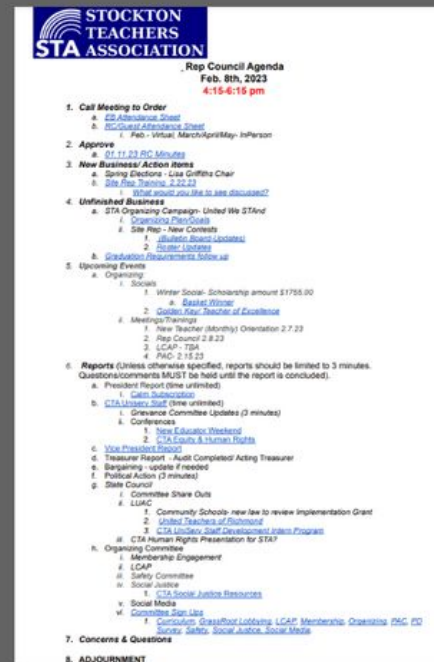 STOCKTON
TEACHERS
STA ASSOCIATION
Rep Council Agenda
Feb. 8th, 2023
4:15-6:15 pm
1. Call Meeting to Order
a. EB Attendance Sheet
b. RC/Guest Attendance Sheet
i. Feb.- Virtual, March/April/May- InPerson
2. Approve
a. 01.11.23 RC Minutes
3. New Business/ Action items
a. Spring Elections - Lisa Griffiths Chair
b. Site Rep Training 2.22.23
i. What would you like to see discussed?
4. Unfinished Business
a. STA Organizing Campaign- United We STAnd
i. Organizing Plan/Goals
ii. Site Rep - New Contests
1. (Bulletin Board-Updates)
2. Roster Updates
b. Graduation Requirements follow up
5. Upcoming Events
a. Organizing:
i. Socials
1. Winter Social- Scholarship amount $1755.00
a. Basket Winner
2. Golden Key/ Teacher of Excellence
ii. Meetings/Trainings
1. New Teacher (Monthly) Orientation 2.7.23
2. Rep Council 2.8.23
3. LCAP - TBA
4. PAC- 2.15.23
6. Reports (Unless otherwise specified, reports should be limited to 3 minutes.
Questions/comments MUST be held until the report is concluded).
a. President Report (time unlimited)
i. Calm Subscription
b. CTA Uniserv Staff (time unlimited)
i. Grievance Committee Updates (3 minutes)
ii. Conferences
1. New Educator Weekend
2. CTA Equity & Human Rights
c. Vice President Report
d. Treasurer Report - Audit Completed/ Acting Treasurer
e. Bargaining - update if needed
f. Political Action (3 minutes)
g. State Council
i. Committee Share Outs
ii. LUAC
1. Community Schools- new law to review Implementation Grant
2. United Teachers of Richmond
3. CTA UniServ Staff Development Intern Program
iii. CTA Human Rights Presentation for STA?
h. Organizing Committee
i. Membership Engagement
ii. LCAP
iii. Safety Committee
iv. Social Justice
1. CTA Social Justice Resources
v. Social Media
vi. Committee Sign Ups
1. Curriculum, GrassRoot Lobbying, LCAP, Membership, Organizing, PAC, PD
Survey, Safety, Social Justice, Social Media
7. Concerns & Questions
8. ADJOURNMENT